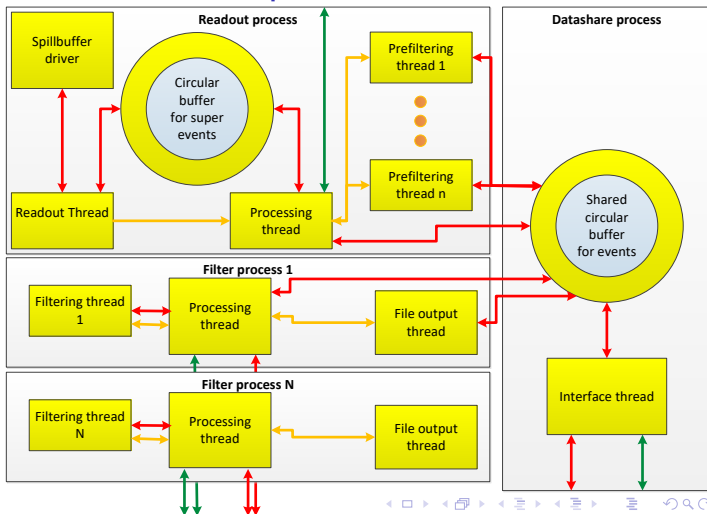 Readout process
Datashare process
Spillbuffer
driver
Circular
buffer
for super
events
Prefiltering
thread 1
Prefiltering
thread n
Readout Thread
Processing
thread
Shared
circular
buffer
for events
Filter process 1
Filtering thread
1
Processing
thread
File output
thread
Filter process N
Filtering thread
N
Processing
thread
File output
thread
Interface thread